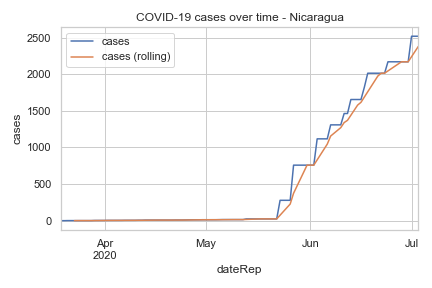 COVID-19 cases over time - Nicaragua
cases
cases (rolling)
2500
2000
1500
1000
500
0
cases
Apr
2020
May
Jun
Jul
dateRep